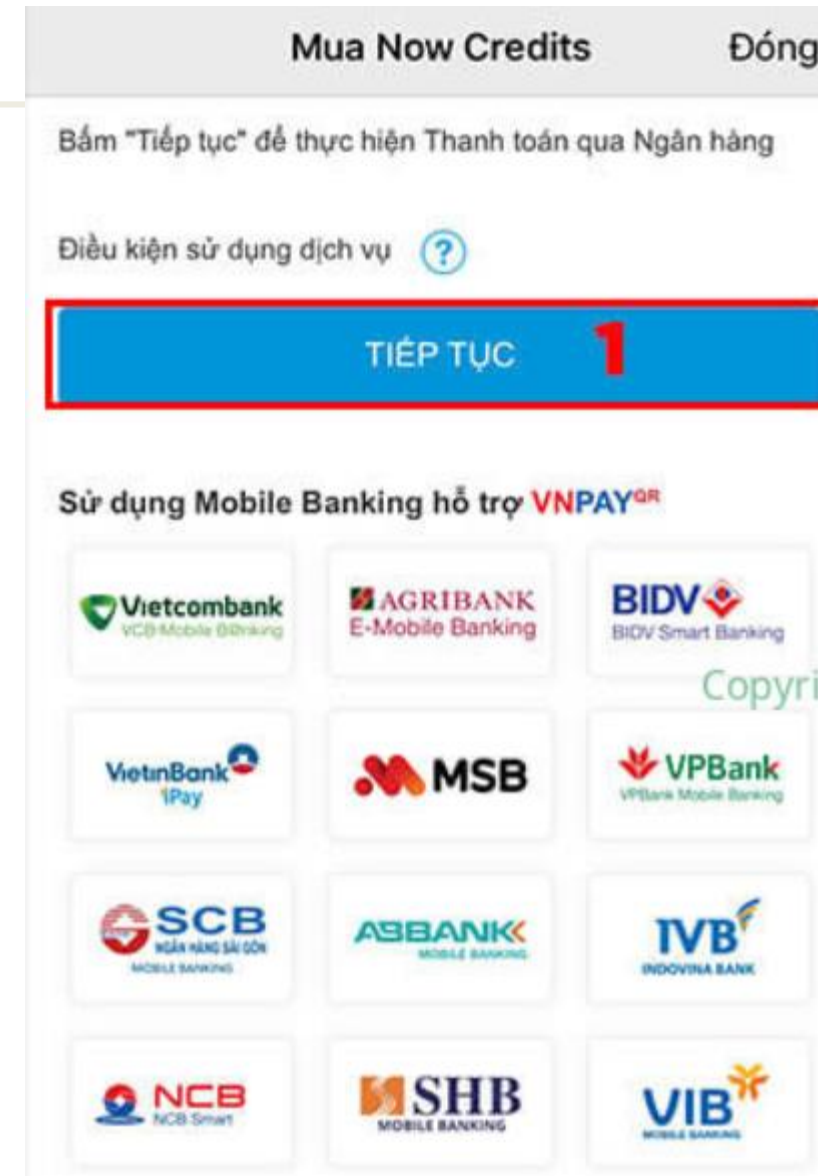 Mua Now Credits Đóng
Bấm "Tiếp tục" để thực hiện Thanh toán qua Ngân hàng
Điều kiện sử dụng dịch vụ ?
TIẾP TỤC 1
Sử dụng Mobile Banking hỗ trợ VNPAYQR
Vietcombank AGRIBANK BIDV
VCB-Mobile B@nking E-Mobile Banking BIDV Smart Banking
Copyri
VietinBank MSB VPBank
iPay VPBank Mobile Banking
SCB ABBANK IVB
NGÂN HÀNG SÀI GÒN MOBILE BANKING INDOVINA BANK
MOBILE BANKING
NCB SHB VIB
NCB Smart MOBILE BANKING MOBILE BANKING